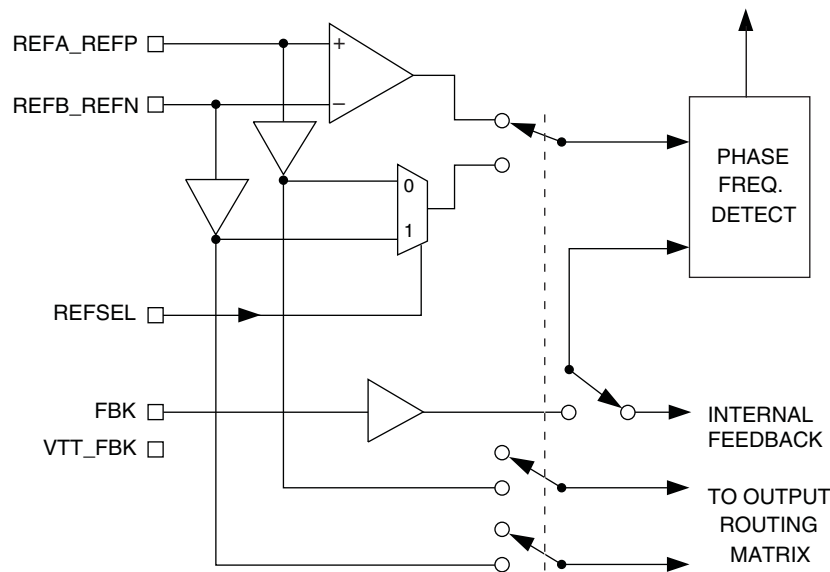 REFA_REFP
+
REFB_REFN
−
PHASE
FREQ.
DETECT
0
1
REFSEL
FBK
INTERNAL
FEEDBACK
VTT_FBK
TO OUTPUT
ROUTING
MATRIX